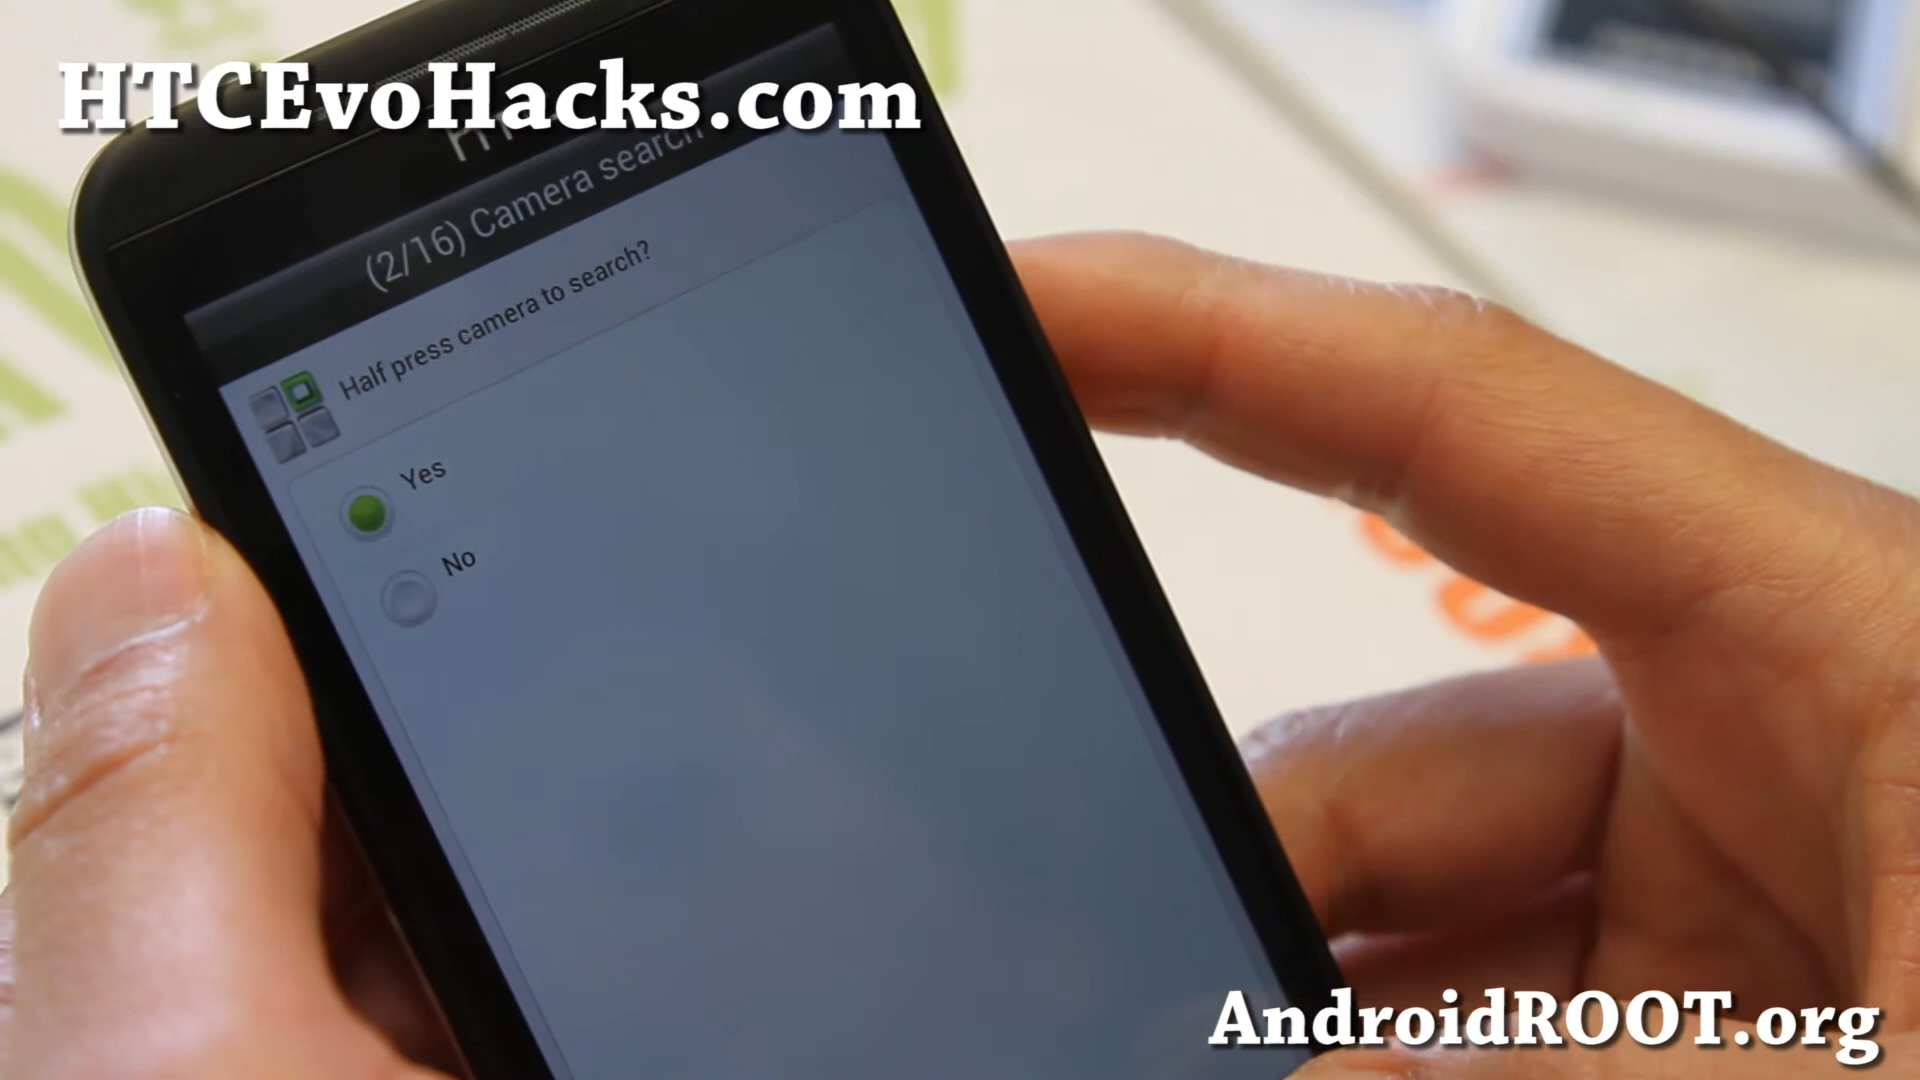 HTCEvoHacks.com
(2/16) Camera search
Half press camera to search?
Yes
No
AndroidROOT.org